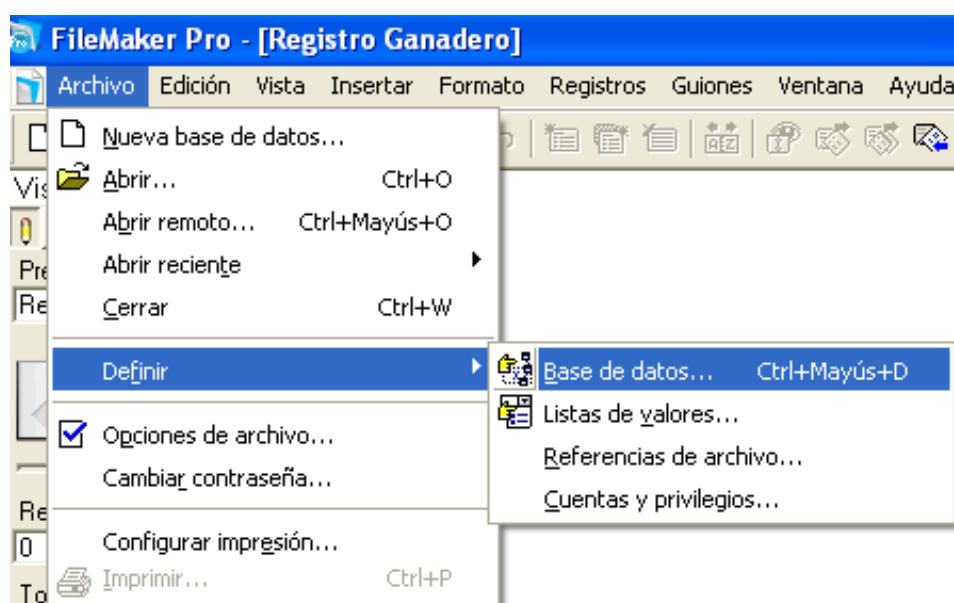 FileMaker Pro - [Registro Ganadero]
Archivo Edición Vista Insertar Formato Registros Guiones Ventana Ayuda
Nueva base de datos...
Abrir... Ctrl+O
Abrir remoto... Ctrl+Mayús+O
Abrir reciente
Cerrar Ctrl+W
Definir
Base de datos... Ctrl+Mayús+D
Listas de valores...
Referencias de archivo...
Cuentas y privilegios...
Opciones de archivo...
Cambiar contraseña...
Configurar impresión...
0
Imprimir... Ctrl+P